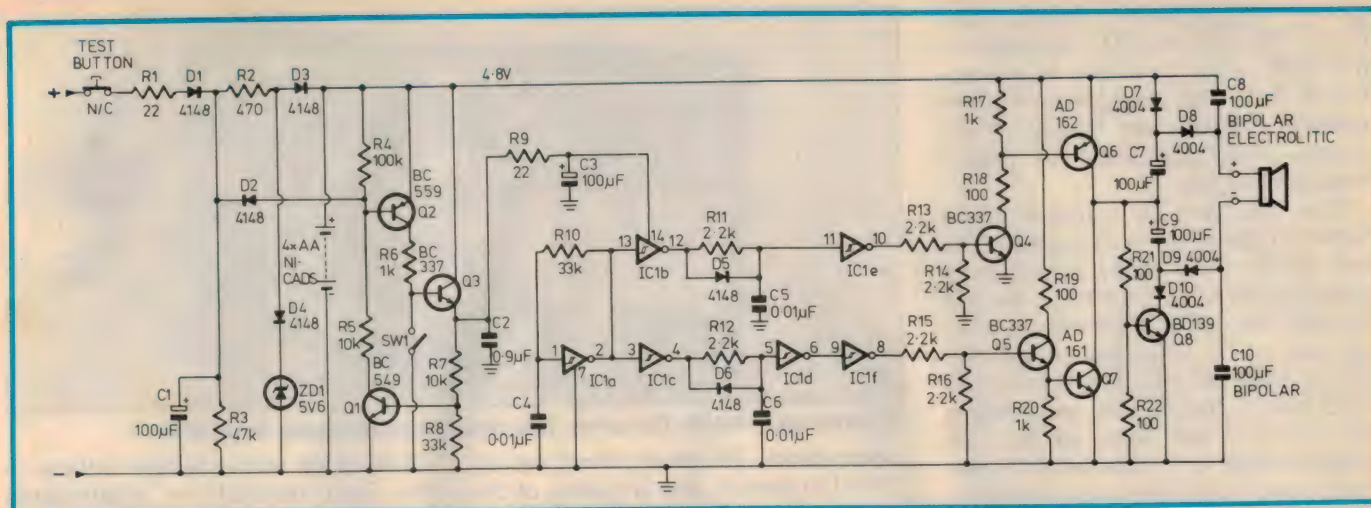 TEST
BUTTON
+
N/C
R1
22
D1
4148
R2
470
D3
4148
4·8V
R4
100k
D2
4148
BC
559
Q2
4xAA
NI-
CADS
+
-
R6
1k
BC
337
Q3
D4
4148
R5
10k
SW1
C2
0·9µF
ZD1
5V6
BC
549
Q1
R7
10k
R8
33k
C1
+
100µF
R3
47k
-
R9
22
C3
+
100µF
R10
33k
13
14
12
IC1b
R11
2·2k
D5
4148
C5
0·01µF
11
10
IC1e
R13
2·2k
R14
2·2k
BC337
Q4
C4
0·01µF
1
2
7
IC1a
3
4
IC1c
R12
2·2k
D6
4148
C6
0·01µF
5
6
IC1d
9
8
IC1f
R15
2·2k
R16
2·2k
BC337
Q5
R17
1k
R18
100
AD
162
Q6
R19
100
AD
161
Q7
R20
1k
D7
4004
D8
4004
C7
+
100µF
C8
100µF
BIPOLAR
ELECTROLITIC
+
-
C9
+
100µF
R21
100
D9 4004
D10
4004
BD139
Q8
R22
100
C10
100µF
BIPOLAR